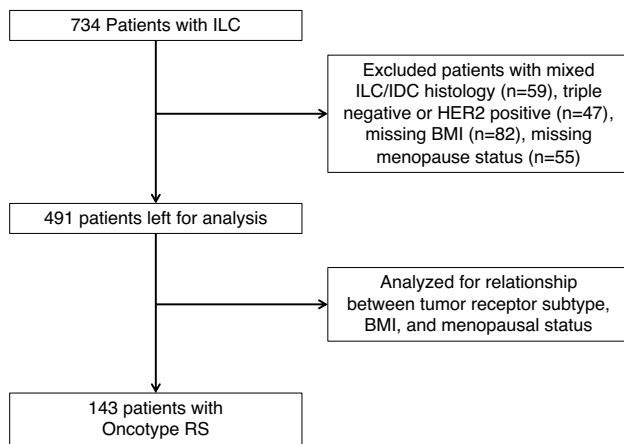 734 Patients with ILC
Excluded patients with mixed
ILC/IDC histology (n=59), triple
negative or HER2 positive (n=47),
missing BMI (n=82), missing
menopause status (n=55)
491 patients left for analysis
Analyzed for relationship
between tumor receptor subtype,
BMI, and menopausal status
143 patients with
Oncotype RS